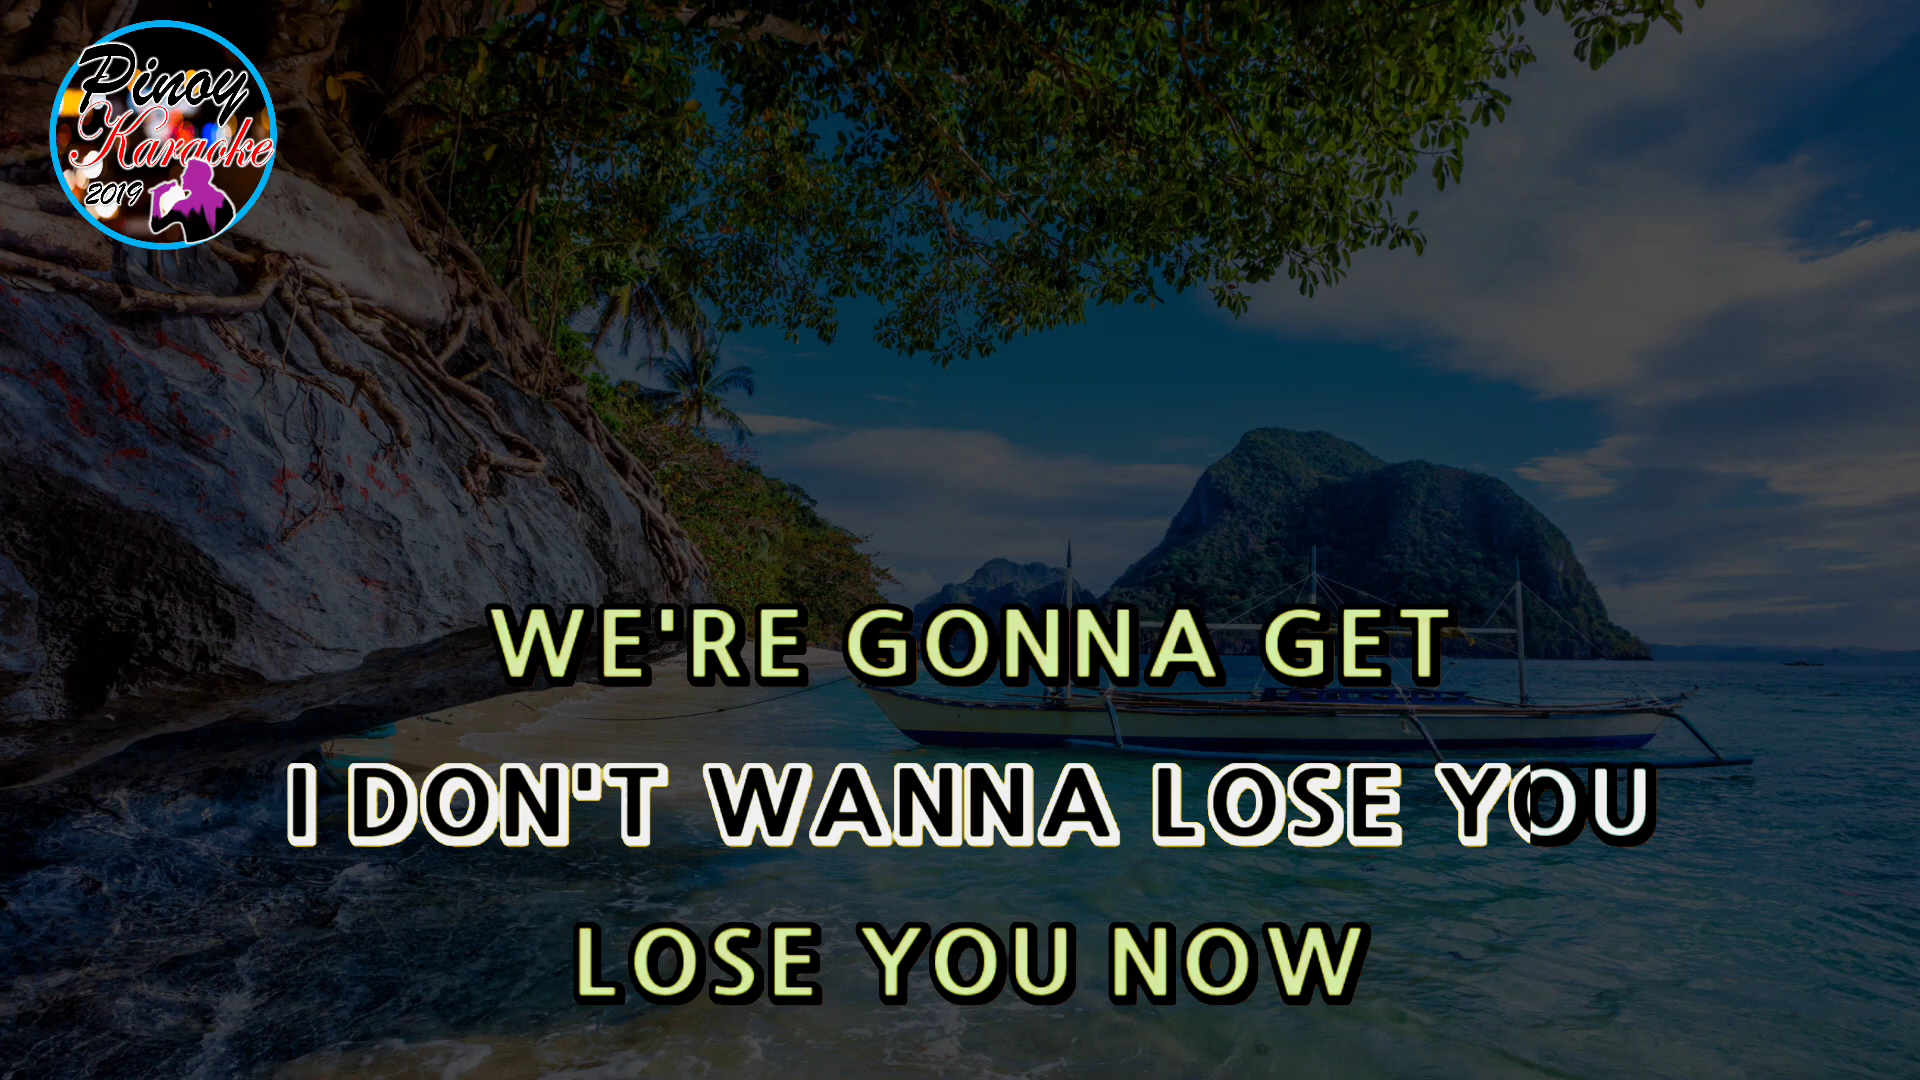 Pinoy
Karaoke
2019
WE'RE GONNA GET
I DON'T WANNA LOSE YOU
LOSE YOU NOW